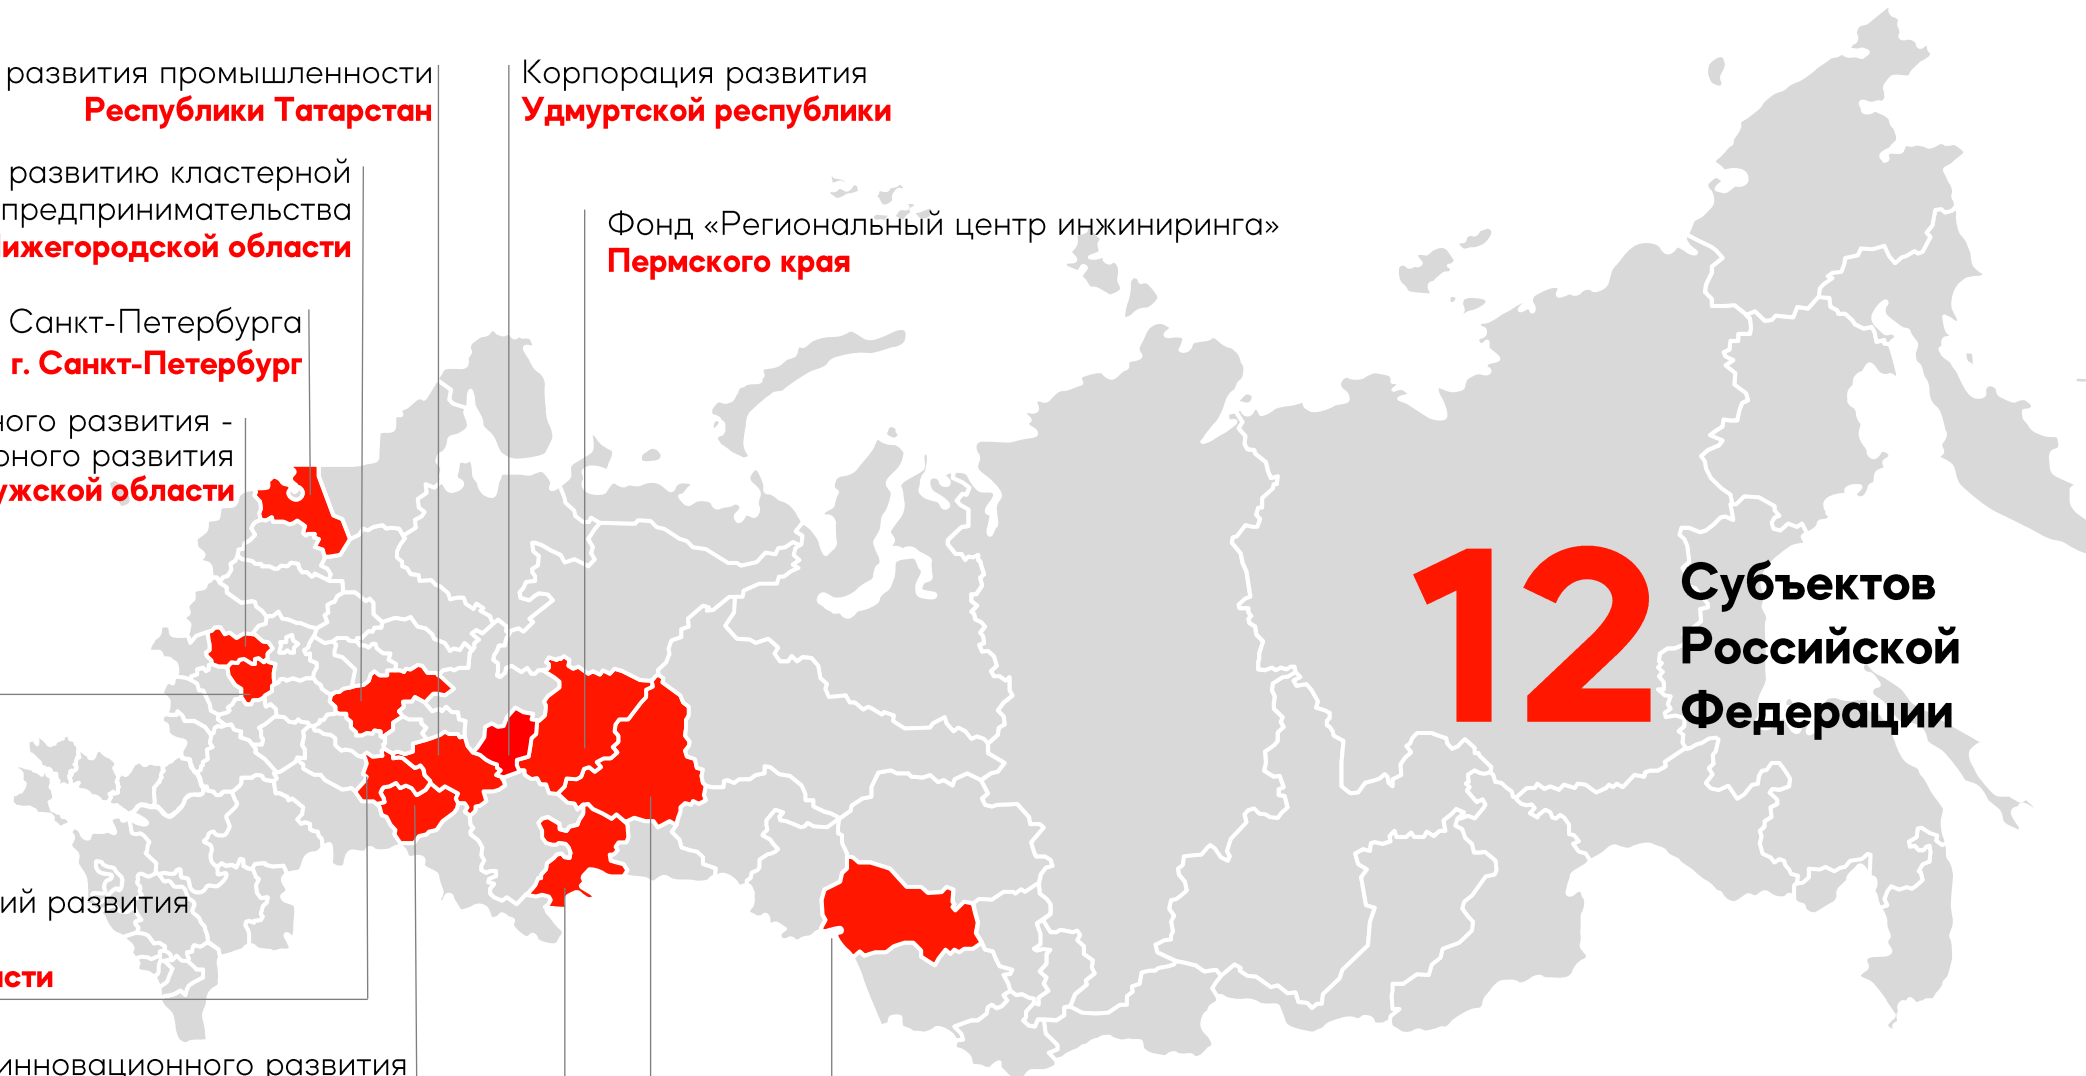 развития промышленности
Республики Татарстан
Корпорация развития
Удмуртской республики
развитию кластерной
предпринимательства
ижегородской области
Фонд «Региональный центр инжиниринга»
Пермского края
Санкт-Петербурга
г. Санкт-Петербург
ного развития -
рного развития
ужской области
12
Субъектов
Российской
Федерации
ий развития
сти
инновационного развития